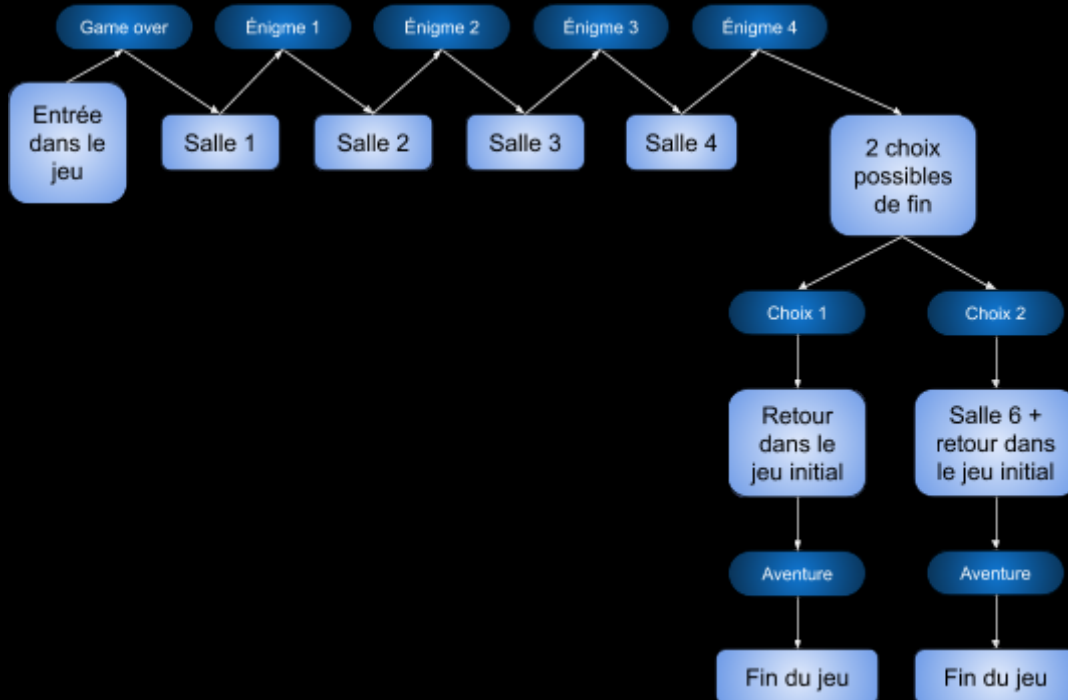 Game over
Énigme 1
Énigme 2
Énigme 3
Énigme 4
Entrée
dans le
jeu
Salle 1
Salle 2
Salle 3
Salle 4
2 choix
possibles
de fin
Choix 1
Choix 2
Retour
dans le
jeu initial
Salle 6 +
retour dans
le jeu initial
Aventure
Aventure
Fin du jeu
Fin du jeu